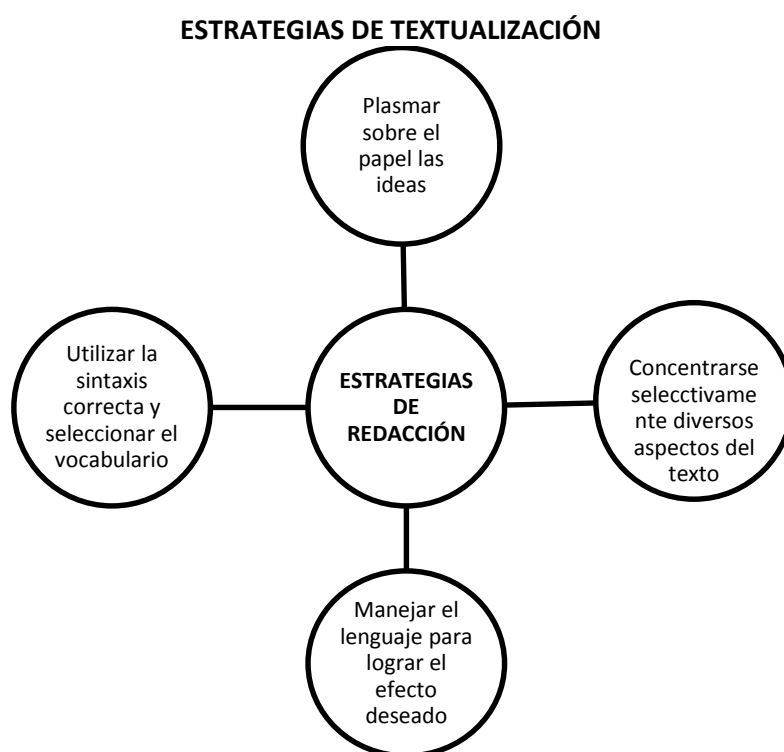 ESTRATEGIAS DE TEXTUALIZACIÓN
Plasmar
sobre el
papel las
ideas
Utilizar la
sintaxis
correcta y
seleccionar el
vocabulario
ESTRATEGIAS
DE
REDACCIÓN
Concentrarse
selecctivame
nte diversos
aspectos del
texto
Manejar el
lenguaje para
lograr el
efecto
deseado